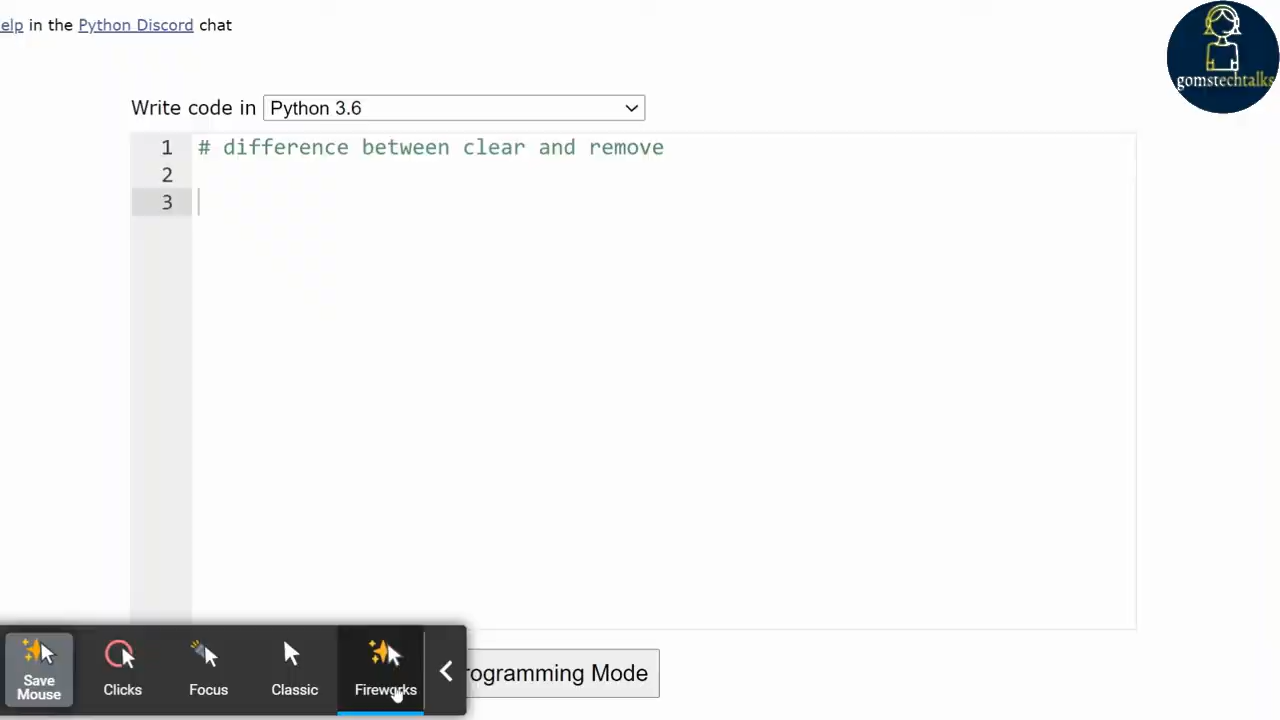 elp in the Python Discord chat
gomstechtalks
Write code in Python 3.6
1 # difference between clear and remove
2
3
rogramming Mode
Save
Mouse
Clicks
Focus
Classic
Fireworks